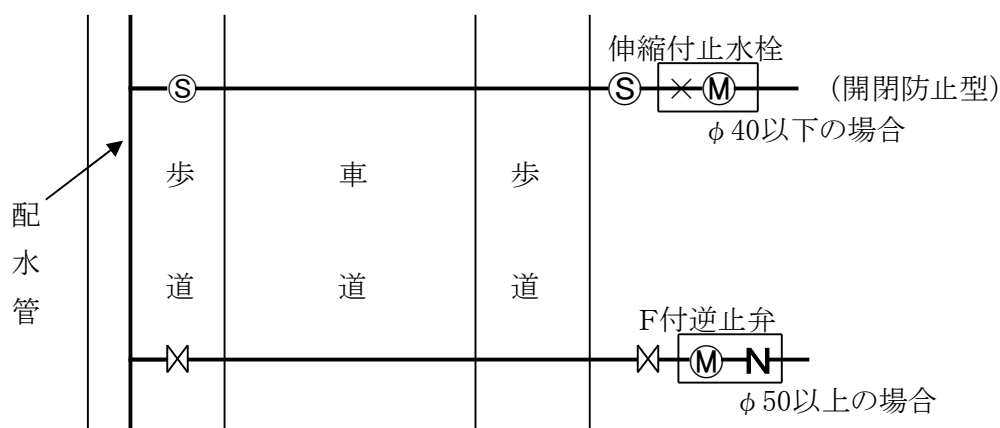 伸縮付止水栓
S
S
M
(開閉防止型)
φ40以下の場合
配水管
歩道
車道
歩道
F付逆止弁
M
N
φ50以上の場合